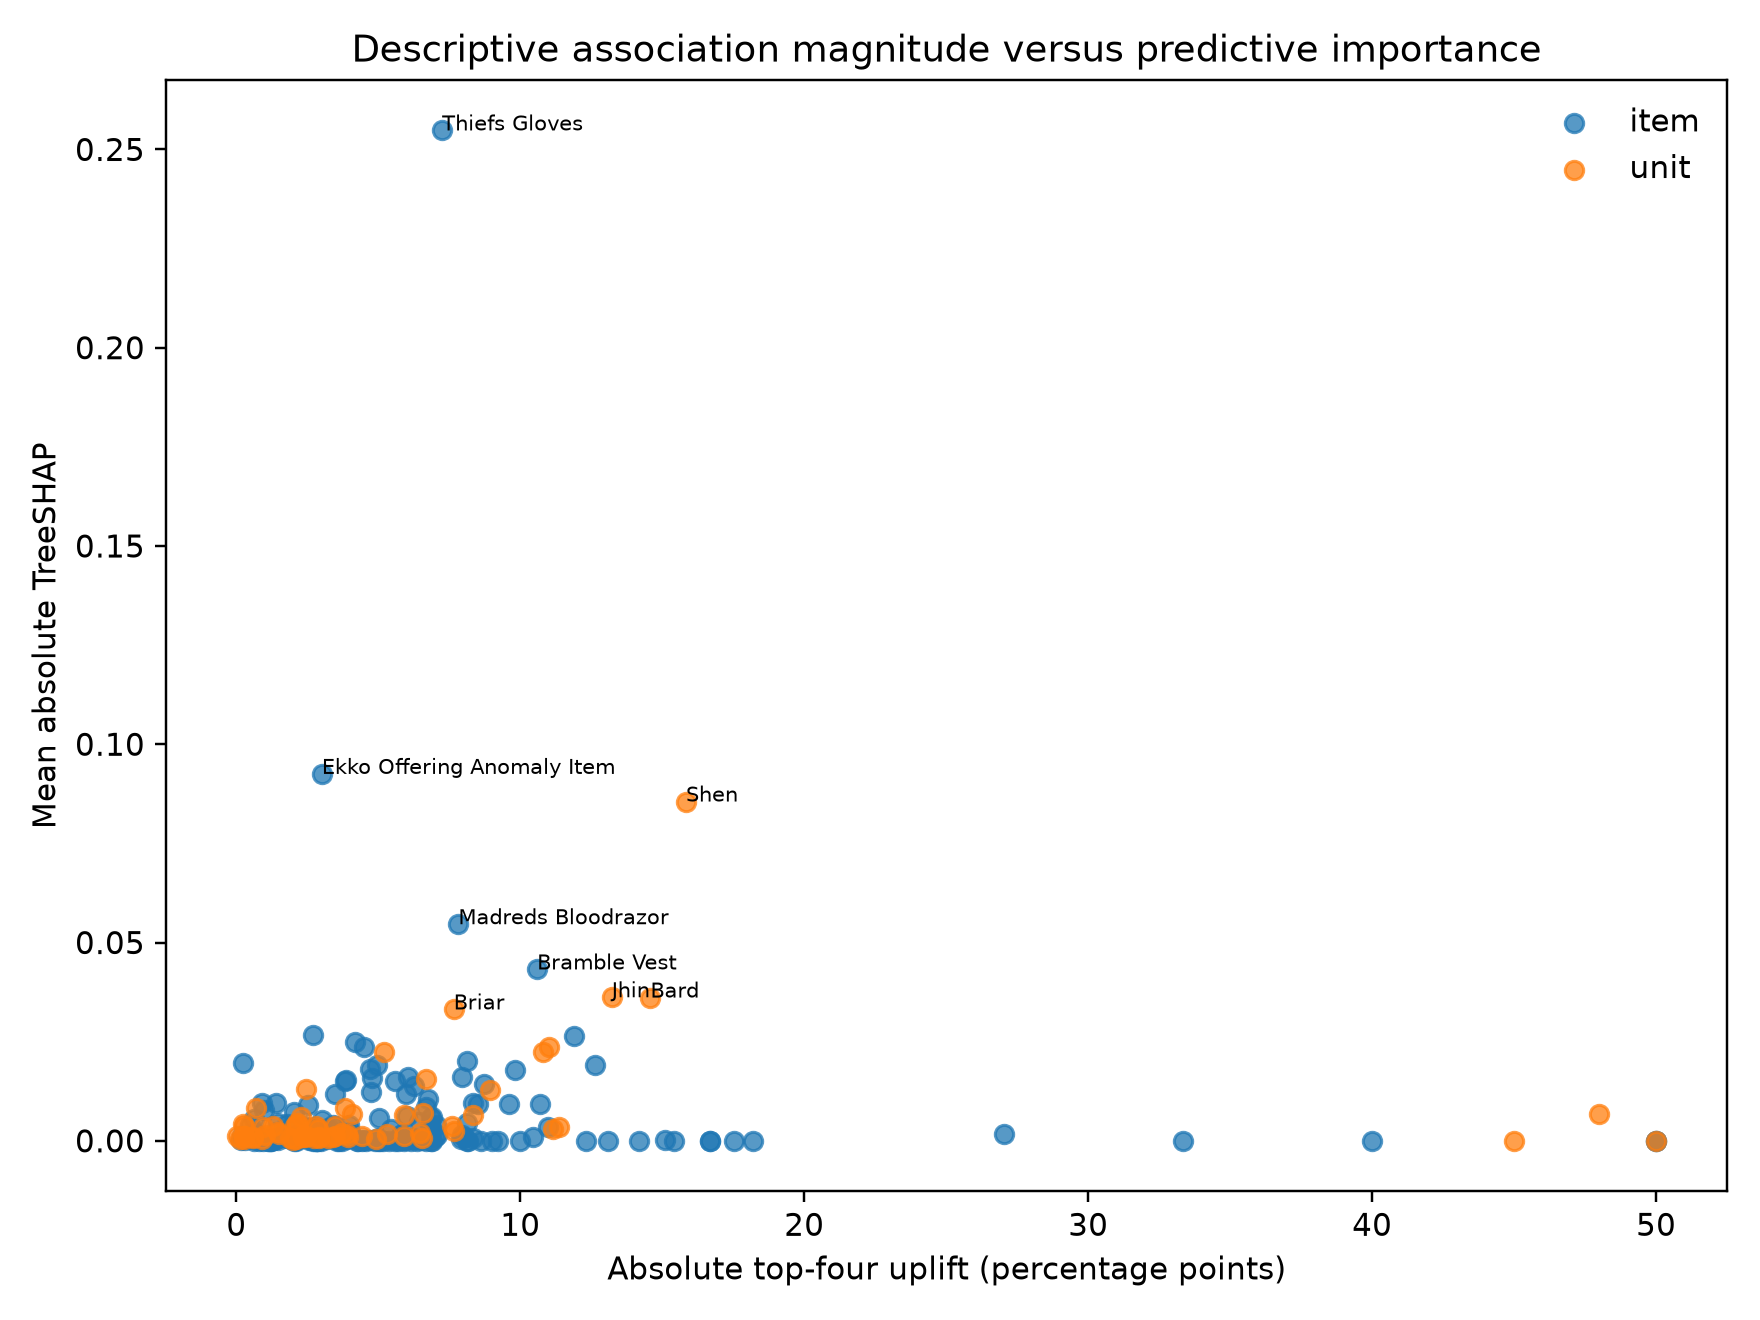 Descriptive association magnitude versus predictive importance
item
unit
Thiefs Gloves
Ekko Offering Anomaly Item
Shen
Madreds Bloodrazor
Bramble Vest
Jhin
Bard
Briar
Mean absolute TreeSHAP
0.25
0.20
0.15
0.10
0.05
0.00
0
10
20
30
40
50
Absolute top-four uplift (percentage points)